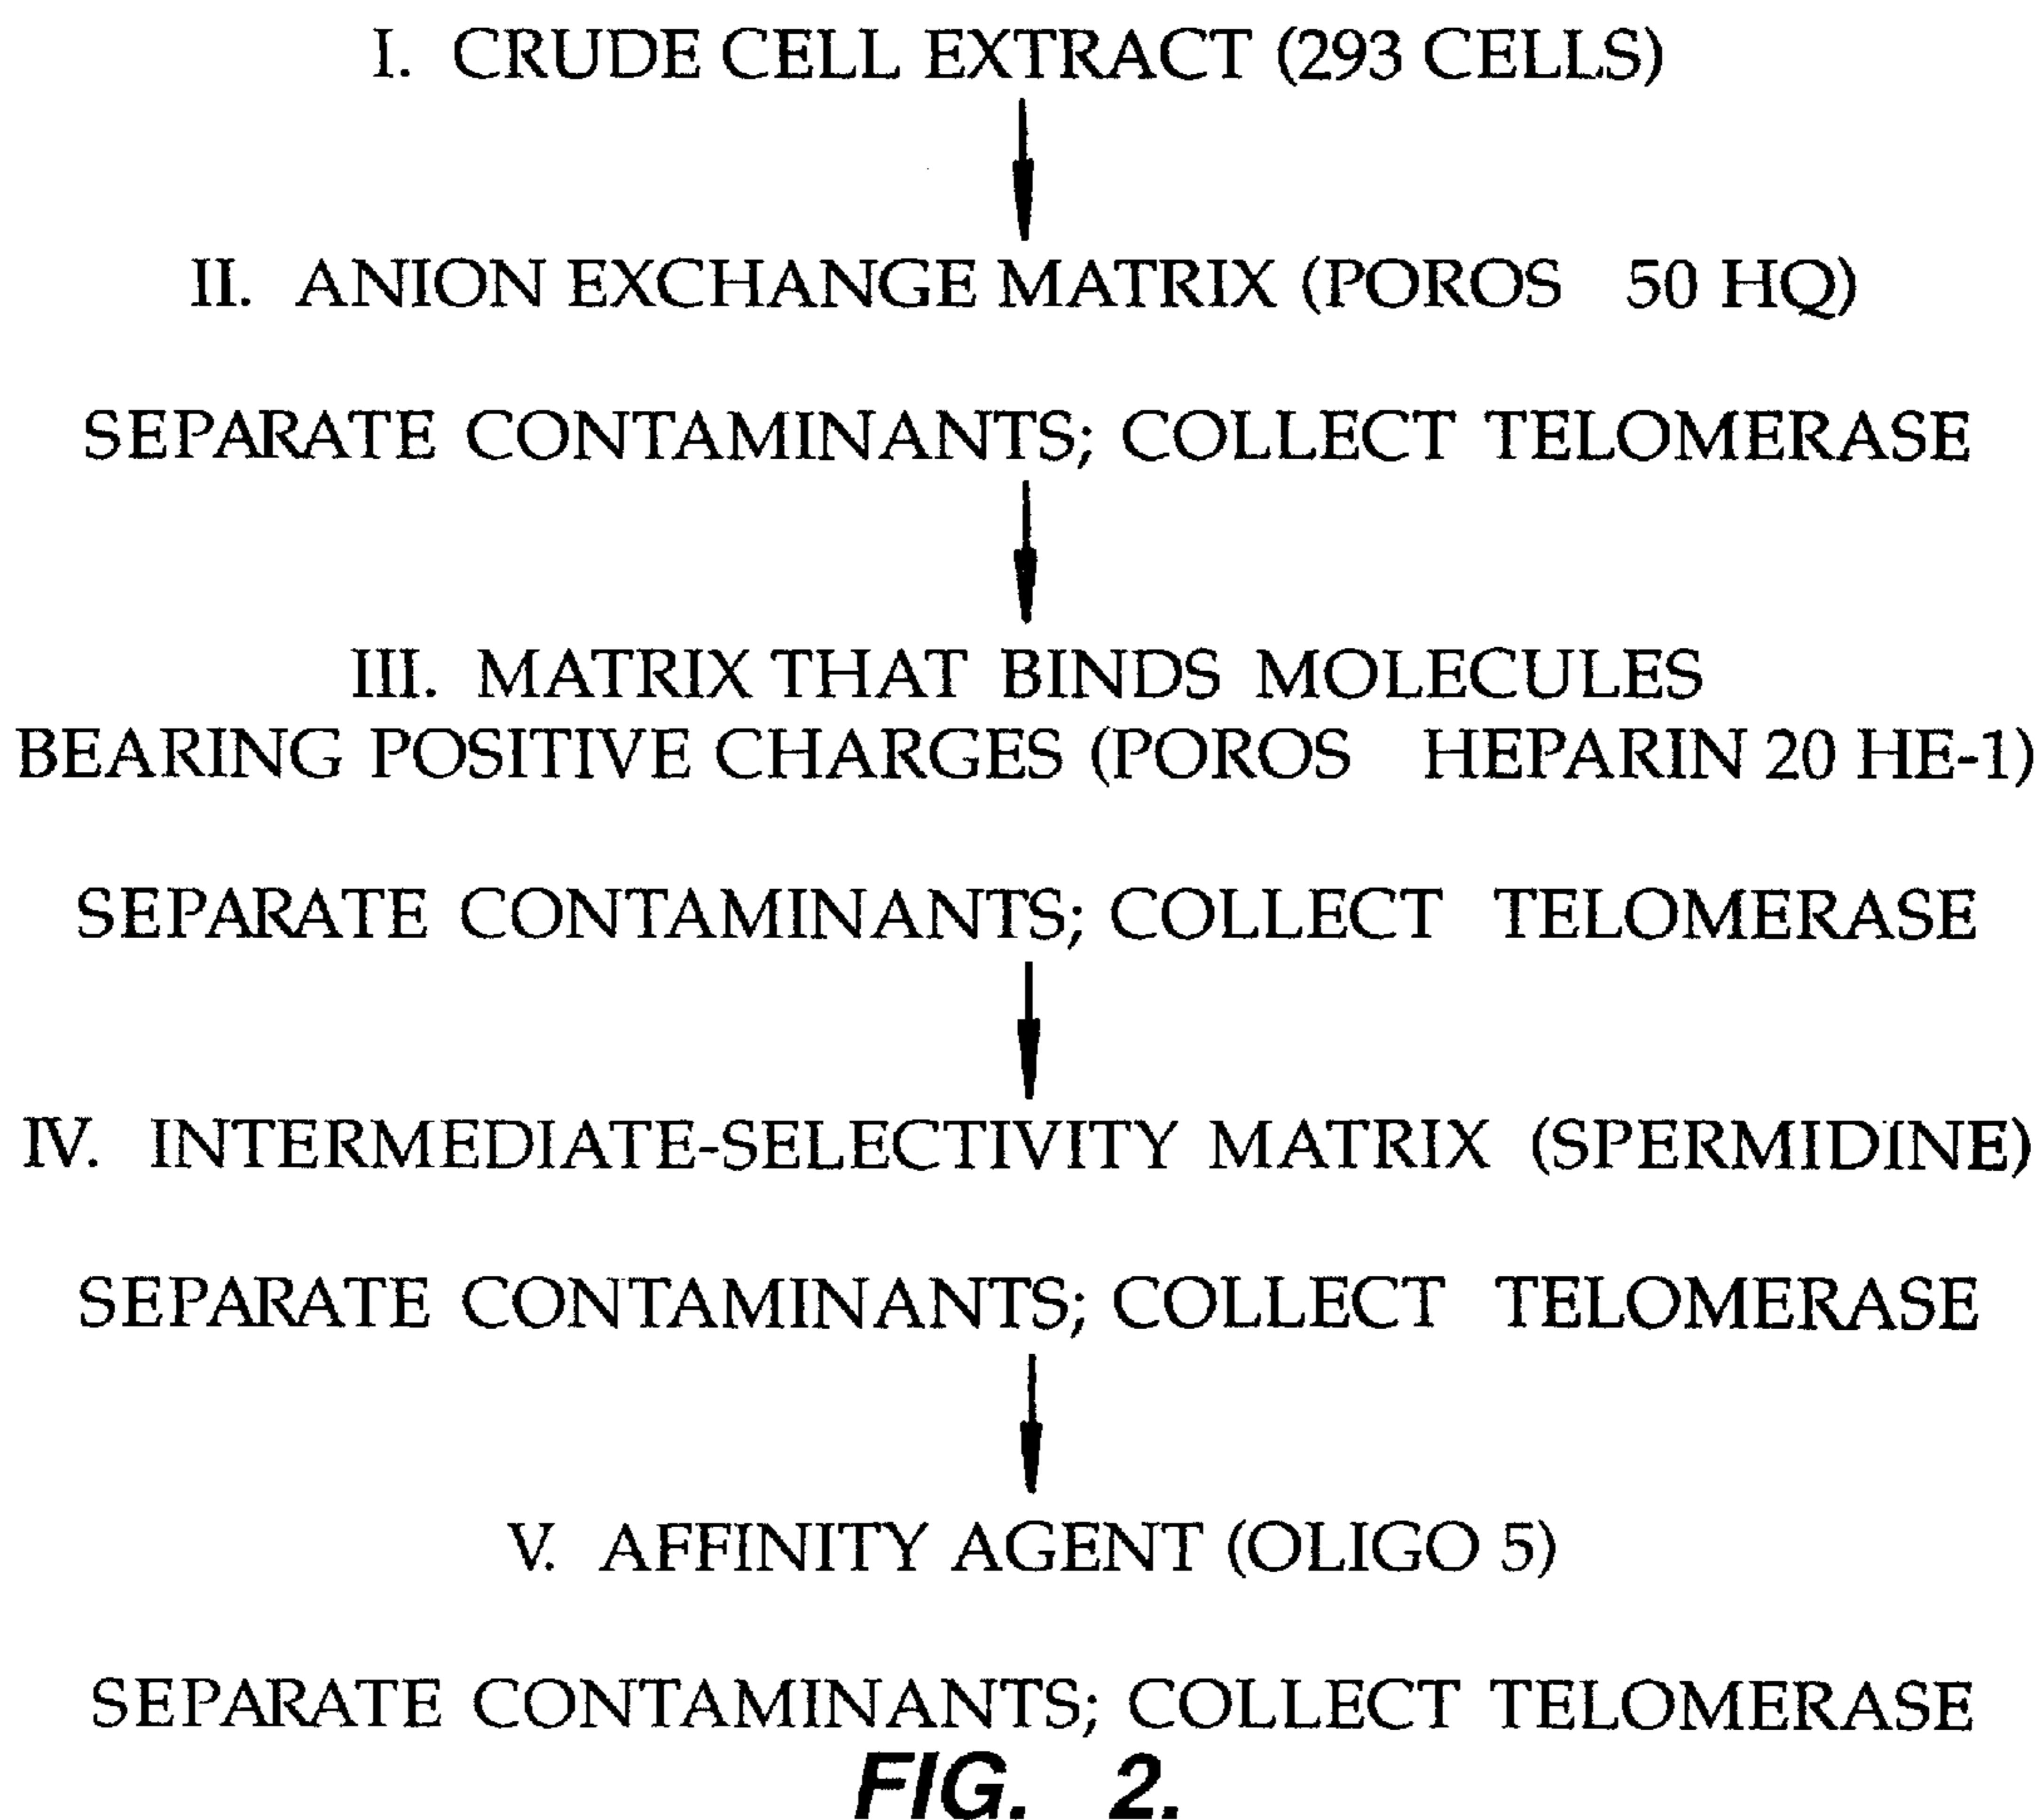 I. CRUDE CELL EXTRACT (293 CELLS)
II. ANION EXCHANGE MATRIX (POROS 50 HQ)
SEPARATE CONTAMINANTS; COLLECT TELOMERASE
III. MATRIX THAT BINDS MOLECULES
BEARING POSITIVE CHARGES (POROS HEPARIN 20 HE-1)
SEPARATE CONTAMINANTS; COLLECT TELOMERASE
IV. INTERMEDIATE-SELECTIVITY MATRIX (SPERMIDINE)
SEPARATE CONTAMINANTS; COLLECT TELOMERASE
V. AFFINITY AGENT (OLIGO 5)
SEPARATE CONTAMINANTS; COLLECT TELOMERASE
FIG. 2.